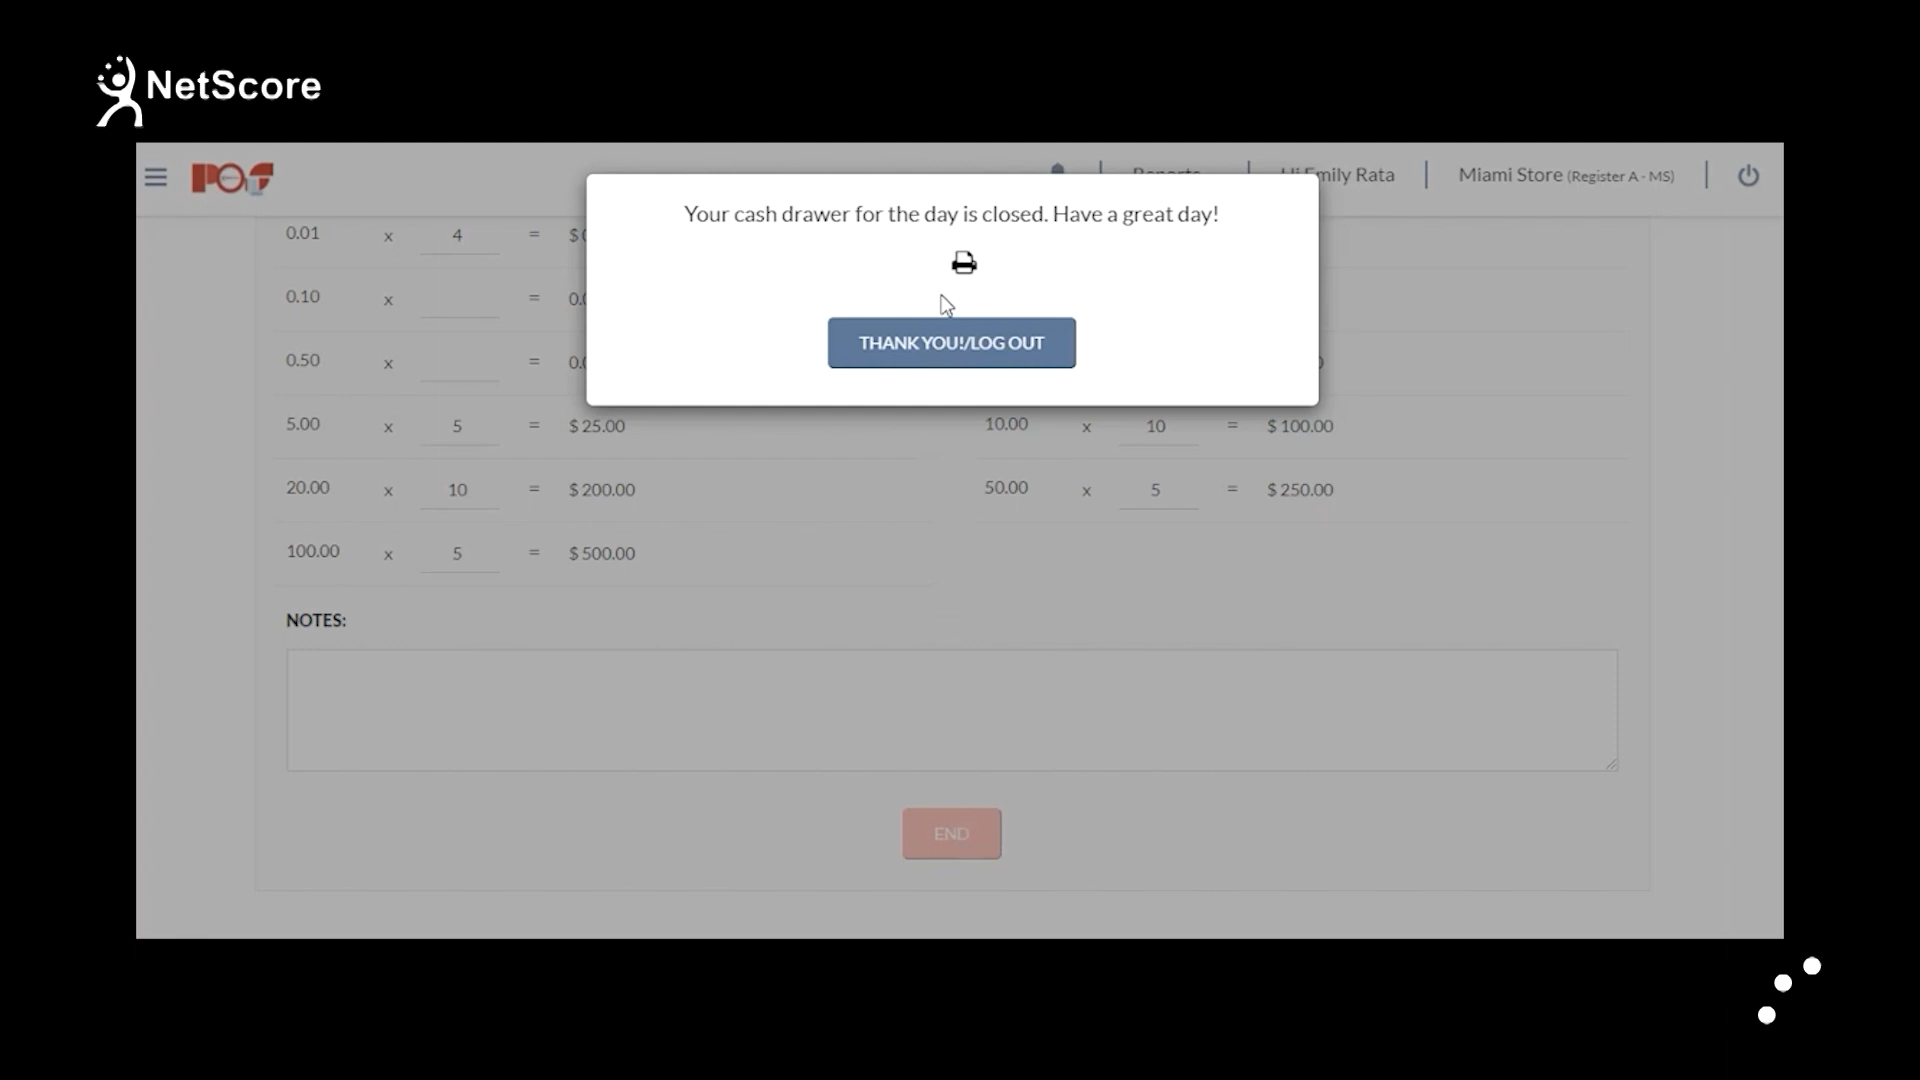 NetScore
POS
Hi Emily Rata
Miami Store (Register A - MS)
Your cash drawer for the day is closed. Have a great day!
THANK YOU!/LOG OUT
0.01 x 4 = $
0.10 x =
0.50 x =
5.00 x 5 = $ 25.00
10.00 x 10 = $ 100.00
20.00 x 10 = $ 200.00
50.00 x 5 = $ 250.00
100.00 x 5 = $ 500.00
NOTES:
END